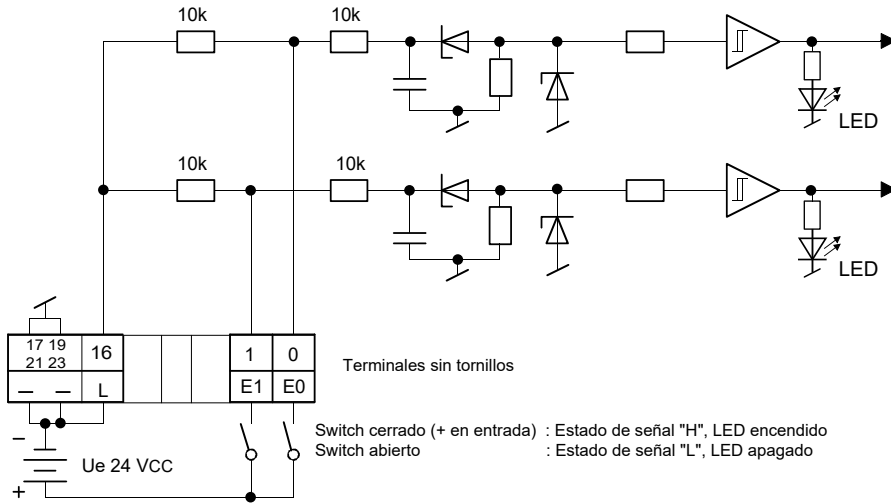 10k
10k
LED
10k
10k
LED
17 19
21 23
16
1
0
— — L
E1
E0
Terminales sin tornillos
Switch cerrado (+ en entrada) : Estado de señal "H", LED encendido
Switch abierto : Estado de señal "L", LED apagado
−
Ue 24 VCC
+